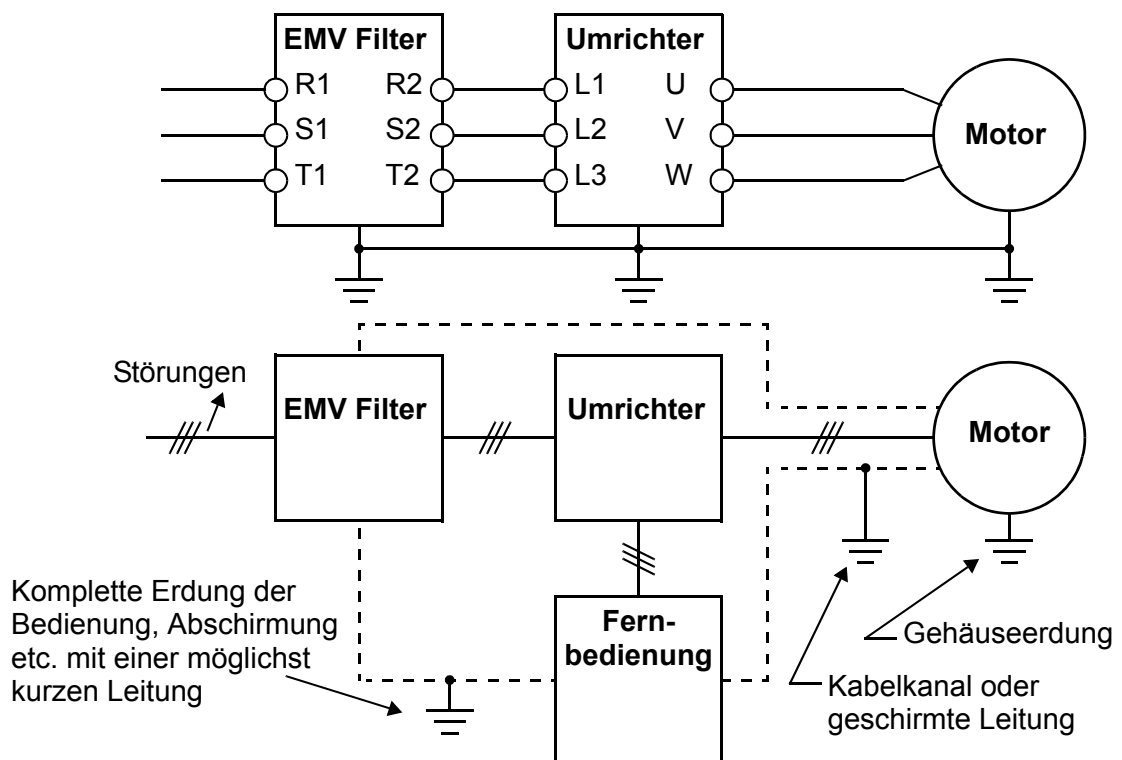 EMV Filter
Umrichter
R1 R2 L1 U
S1 S2 L2 V
T1 T2 L3 W
Motor
Störungen
EMV Filter
Umrichter
Motor
Komplette Erdung der
Bedienung, Abschirmung
etc. mit einer möglichst
kurzen Leitung
Fern-
bedienung
Gehäuseerdung
Kabelkanal oder
geschirmte Leitung